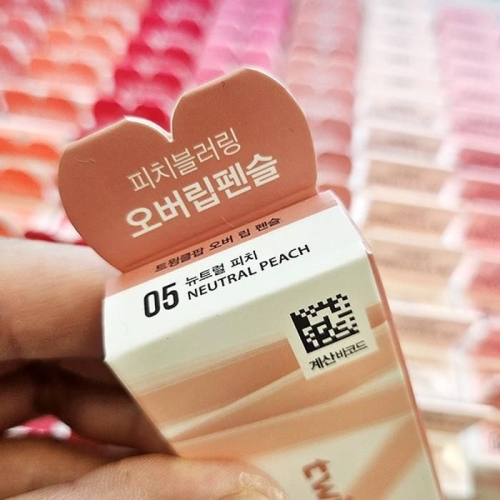 피치블러링
오버립펜슬
트윙클팝 오버 립 펜슬
05 뉴트럴 피치
NEUTRAL PEACH
계산바코드